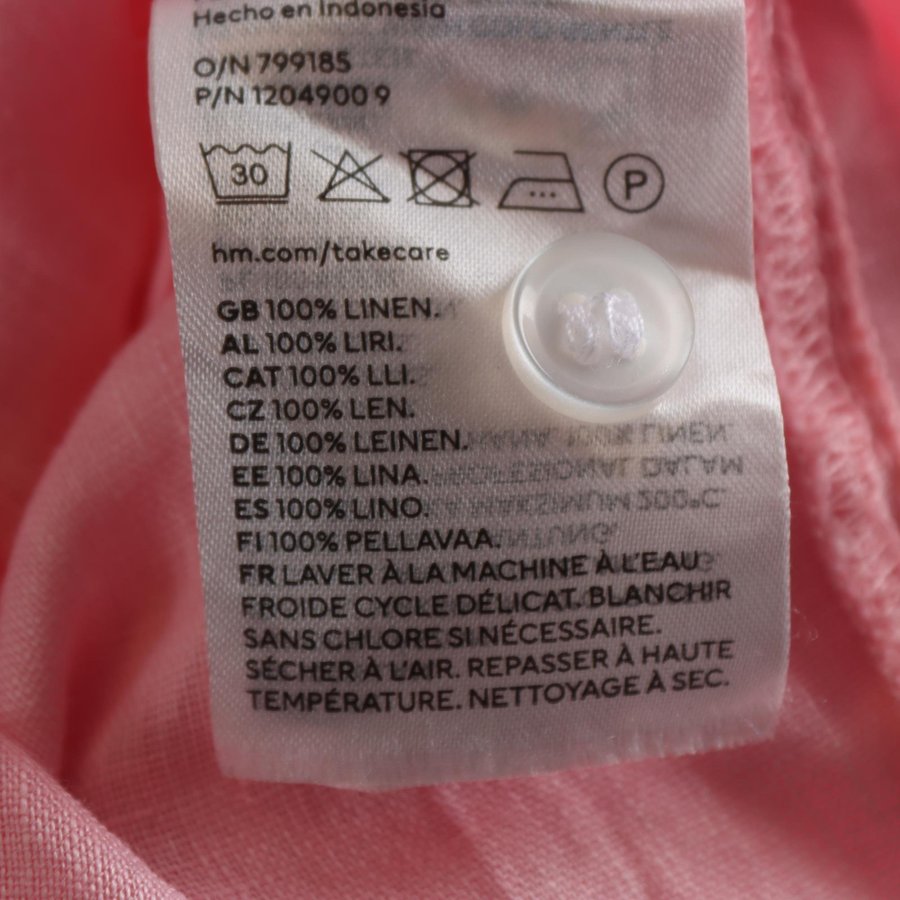 Hecho en Indonesia
O/N 799185
P/N 1204900 9
30
P
hm.com/takecare
GB 100% LINEN.
AL 100% LIRI.
CAT 100% LLI.
CZ 100% LEN.
DE 100% LEINEN.
EE 100% LINA.
ES 100% LINO.
FI 100% PELLAVAA.
FR LAVER À LA MACHINE À L'EAU
FROIDE CYCLE DÉLICAT. BLANCHIR
SANS CHLORE SI NÉCESSAIRE.
SÉCHER À L'AIR. REPASSER À HAUTE
TEMPÉRATURE. NETTOYAGE À SEC.